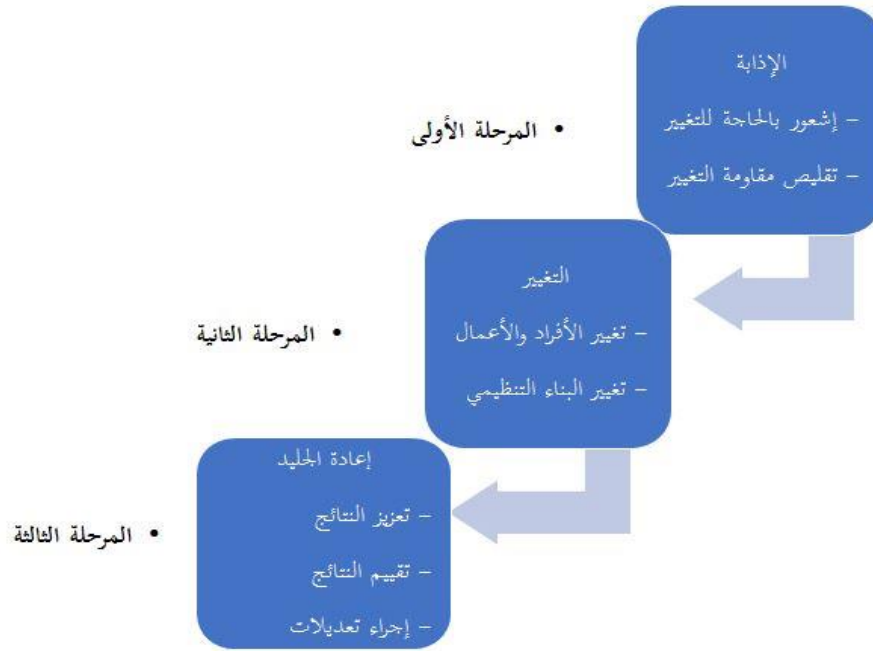 الإذابة
– إشعور بالحاجة للتغيير
– تقليص مقاومة التغيير
• المرحلة الأولى
التغيير
– تغيير الأفراد والأعمال
– تغيير البناء التنظيمي
• المرحلة الثانية
إعادة الجليد
– تعزيز النتائج
– تقييم النتائج
– إجراء تعديلات
• المرحلة الثالثة